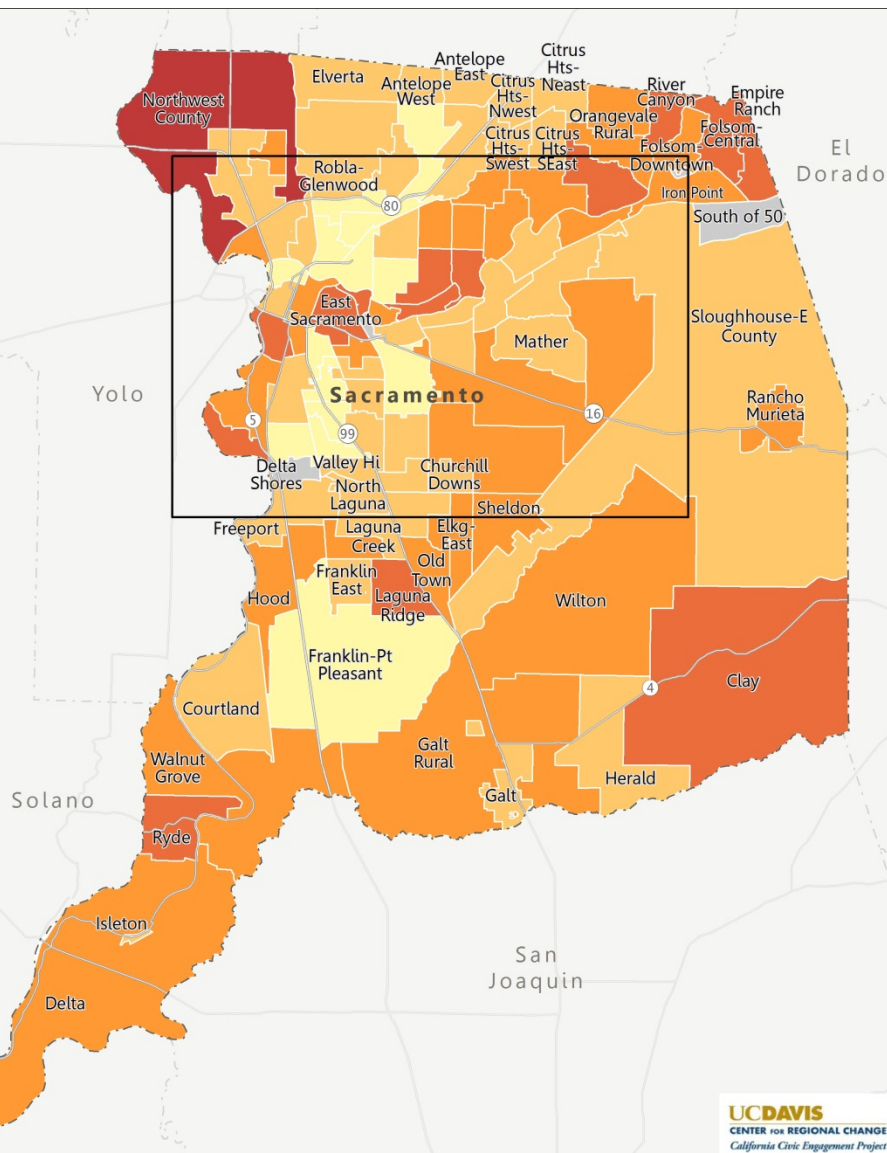 Citrus
Hts-
Neast
Antelope
East
Elverta
Antelope
West
Citrus
Hts-
Nwest
River
Canyon
Empire
Ranch
Northwest
County
Orangevale
Rural
Folsom-
Central
Citrus
Hts-
Swest
Citrus
Hts-
SEast
Folsom-
Downtown
El
Dorado
Robla-
Glenwood
Iron Point
80
South of 50
East
Sacramento
Sloughhouse-E
County
Mather
Yolo
Sacramento
Rancho
Murieta
5
16
99
Delta
Shores
Valley Hi
Churchill
Downs
North
Laguna
Sheldon
Freeport
Laguna
Creek
Elkg-
East
Old
Town
Franklin
East
Laguna
Ridge
Hood
Wilton
Franklin-Pt
Pleasant
Clay
4
Courtland
Galt
Rural
Walnut
Grove
Herald
Galt
Solano
Ryde
Isleton
San
Joaquin
Delta
UCDAVIS
CENTER FOR REGIONAL CHANGE
California Civic Engagement Project